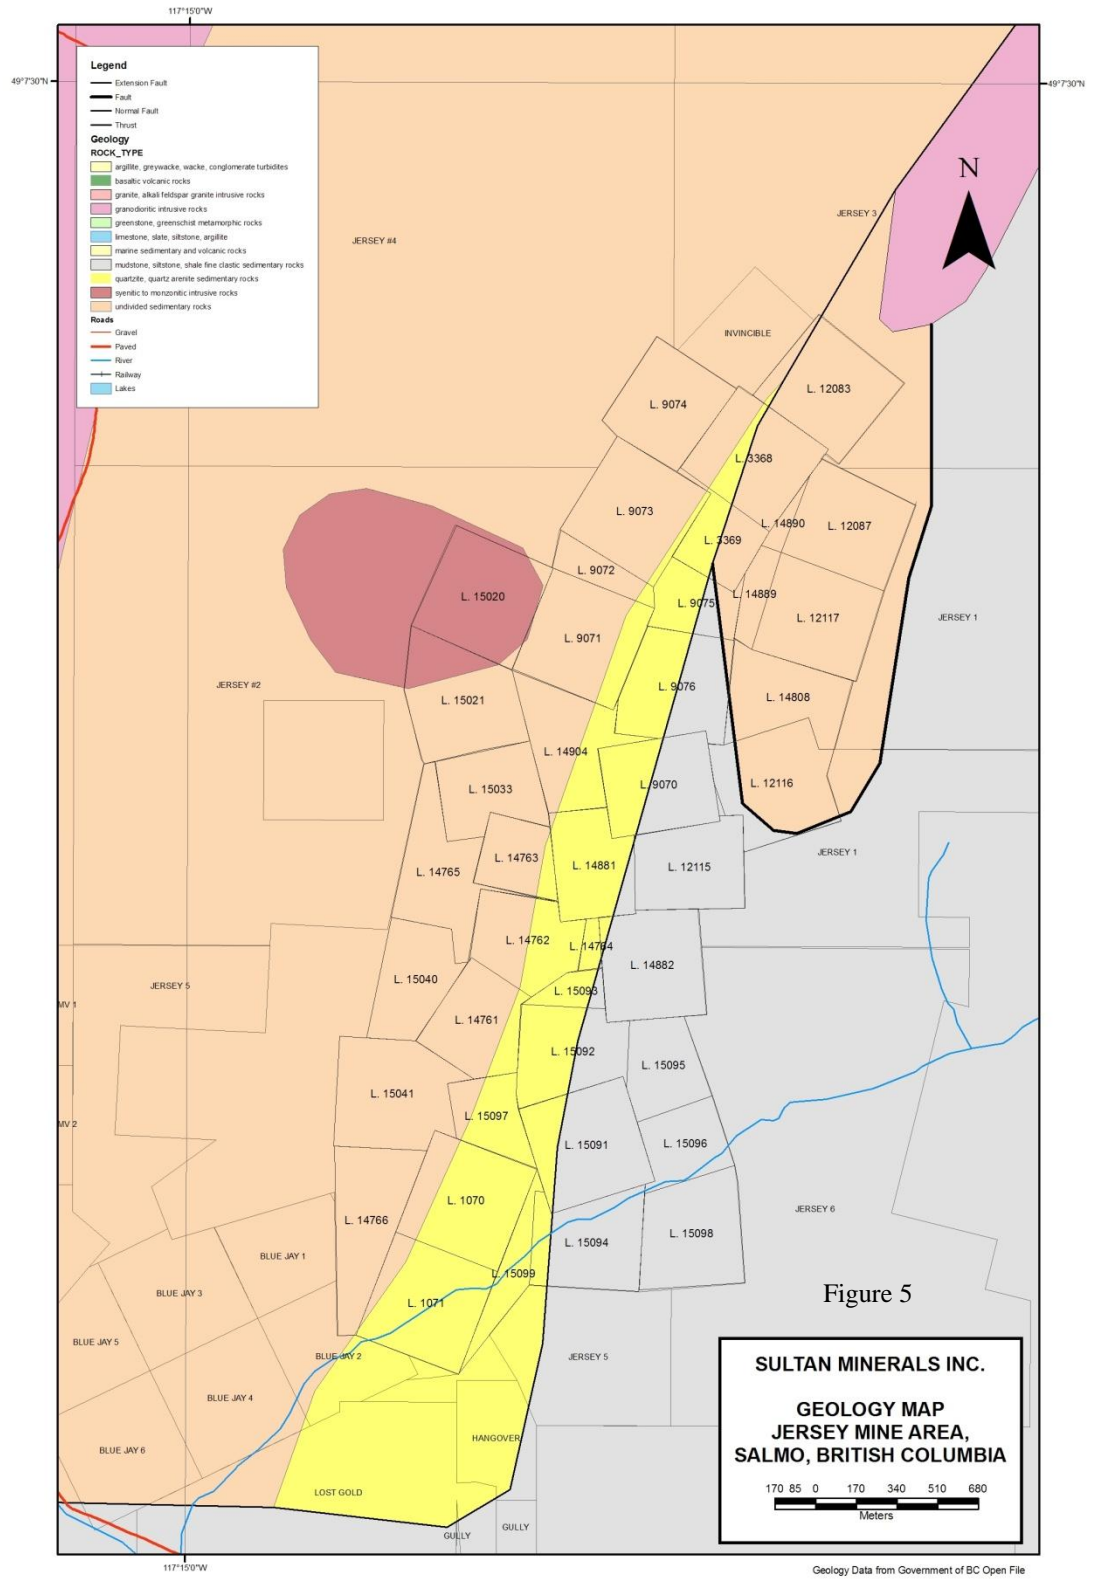 117°15'0"W
49°7'30"N
49°7'30"N
Legend
Extension Fault
Fault
Normal Fault
Thrust
Geology
ROCK_TYPE
argillite, greywacke, wacke, conglomerate turbidites
basaltic volcanic rocks
granite, alkali feldspar granite intrusive rocks
granodioritic intrusive rocks
greenstone, greenschist metamorphic rocks
limestone, slate, siltstone, argillite
marine sedimentary and volcanic rocks
mudstone, siltstone, shale fine clastic sedimentary rocks
quartzite, quartz arenite sedimentary rocks
syenitic to monzonitic intrusive rocks
undivided sedimentary rocks
Roads
Gravel
Paved
River
Railway
Lakes
N
JERSEY 3
JERSEY #4
INVINCIBLE
L. 12083
L. 9074
L. 3368
L. 9073
L. 14890
L. 12087
L. 3369
L. 9072
L. 14889
L. 15020
L. 9075
L. 12117
JERSEY 1
L. 9071
JERSEY #2
L. 9076
L. 14808
L. 15021
L. 14904
L. 9070
L. 12116
L. 15033
JERSEY 1
L. 14763
L. 14881
L. 12115
L. 14765
L. 14762
L. 14764
L. 14882
L. 15040
JERSEY 5
L. 15093
MV 1
L. 14761
L. 15092
L. 15095
L. 15041
L. 15097
MV 2
L. 15091
L. 15096
L. 1070
JERSEY 6
L. 14766
L. 15098
L. 15094
BLUE JAY 1
L. 15099
BLUE JAY 3
L. 1071
Figure 5
BLUE JAY 5
BLUE JAY 2
JERSEY 5
BLUE JAY 4
HANGOVER
BLUE JAY 6
LOST GOLD
GULLY
GULLY
SULTAN MINERALS INC.
GEOLOGY MAP
JERSEY MINE AREA,
SALMO, BRITISH COLUMBIA
170 85 0 170 340 510 680
Meters
117°15'0"W
Geology Data from Government of BC Open File